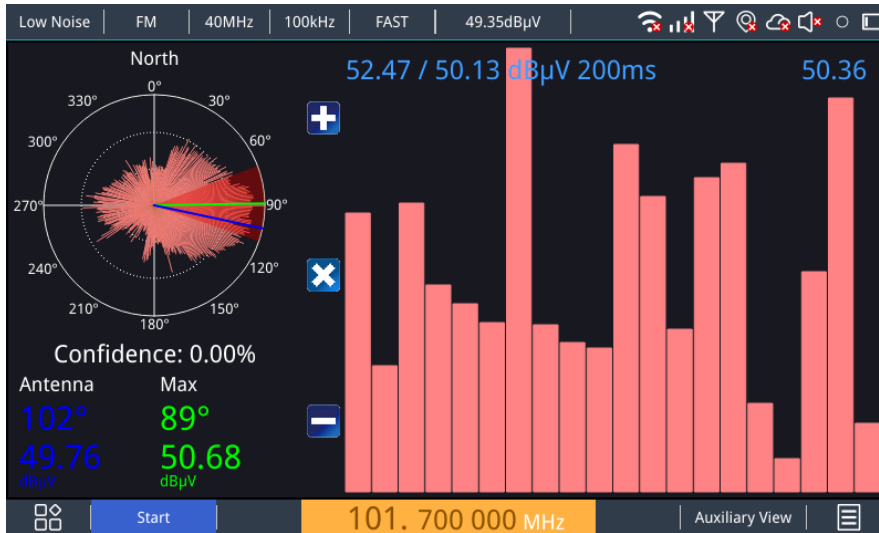 Low Noise FM 40MHz 100kHz FAST 49.35dBµV
North
52.47 / 50.13 dBµV 200ms 50.36
0°
330° 30°
300° 60°
270° 90°
240° 120°
210° 150°
180°
Confidence: 0.00%
Antenna Max
102° 89°
49.76 50.68
dBµV dBµV
Start 101. 700 000 MHz Auxiliary View